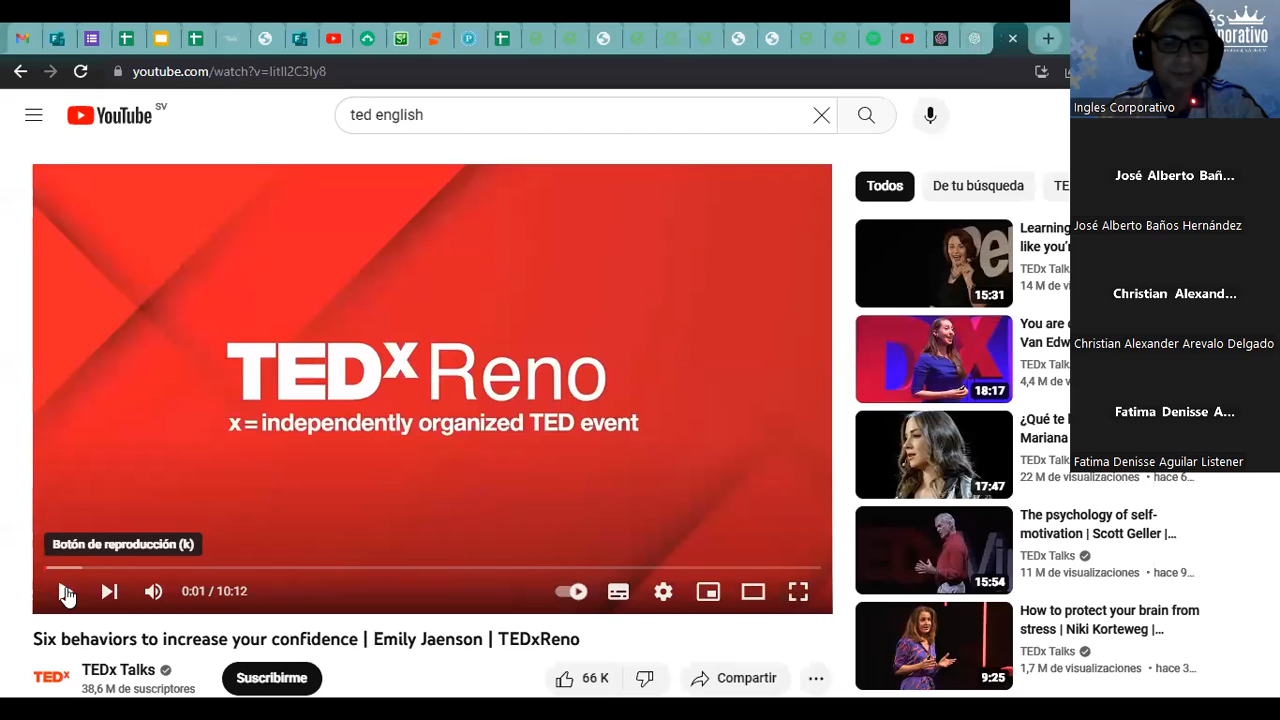 youtube.com/watch?v=IitIl2C3Iy8
YouTube SV
ted english
TEDx Reno
x = independently organized TED event
Botón de reproducción (k)
0:01 / 10:12
Six behaviors to increase your confidence | Emily Jaenson | TEDxReno
TEDx
TEDx Talks
38,6 M de suscriptores
Suscribirme
66 K
Compartir
Todos
De tu búsqueda
TE
Learning
like you'r
TEDx Talk
14 M de v
15:31
You are
Van Edw
TEDx Talk
4,4 M de
18:17
¿Qué te
Mariana
TEDx Talk
22 M de visualizaciones • hace 6...
17:47
The psychology of self-
motivation | Scott Geller |...
TEDx Talks
11 M de visualizaciones • hace 9...
15:54
How to protect your brain from
stress | Niki Korteweg |...
TEDx Talks
1,7 M de visualizaciones • hace 3...
9:25
és
orporativo
Ingles Corporativo
José Alberto Bañ...
José Alberto Baños Hernández
Christian Alexand...
Christian Alexander Arevalo Delgado
Fatima Denisse A...
Fatima Denisse Aguilar Listener